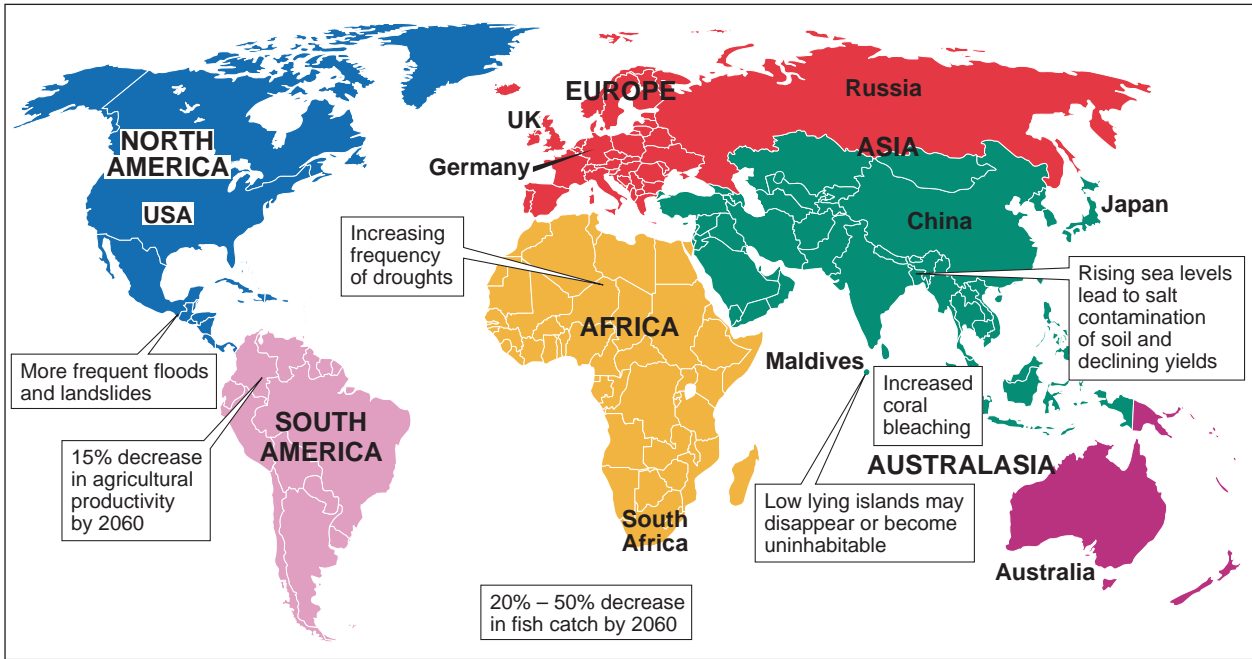 EUROPE
Russia
UK
NORTH
AMERICA
ASIA
Germany
USA
China
Japan
Increasing
frequency
of droughts
Rising sea levels
lead to salt
contamination
of soil and
declining yields
AFRICA
More frequent floods
and landslides
Maldives
Increased
coral
bleaching
SOUTH
AMERICA
15% decrease
in agricultural
productivity
by 2060
AUSTRALASIA
Low lying islands may
disappear or become
uninhabitable
South
Africa
Australia
20% – 50% decrease
in fish catch by 2060